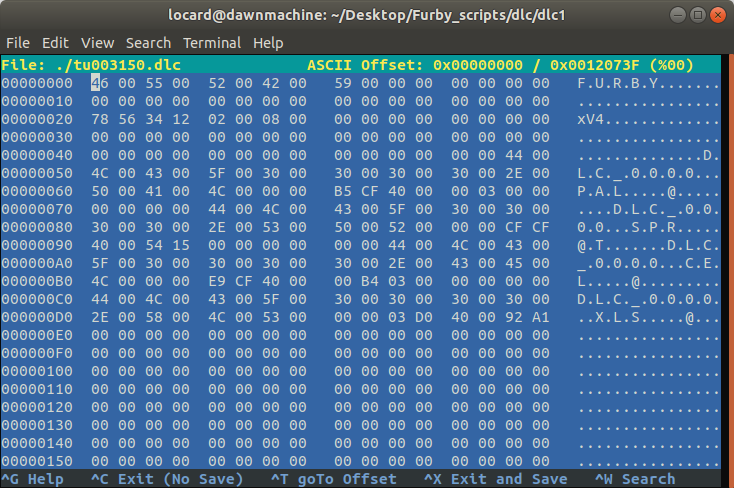 locard@dawnmachine: ~/Desktop/Furby_scripts/dlc/dlc1
File Edit View Search Terminal Help
File: ./tu003150.dlc ASCII Offset: 0x00000000 / 0x0012073F (%00)
00000000 46 00 55 00 52 00 42 00 59 00 00 00 00 00 00 00 F.U.R.B.Y.......
00000010 00 00 00 00 00 00 00 00 00 00 00 00 00 00 00 00 ................
00000020 78 56 34 12 02 00 08 00 00 00 00 00 00 00 00 00 xV4.............
00000030 00 00 00 00 00 00 00 00 00 00 00 00 00 00 00 00 ................
00000040 00 00 00 00 00 00 00 00 00 00 00 00 00 00 44 00 ..............D.
00000050 4C 00 43 00 5F 00 30 00 30 00 30 00 30 00 2E 00 L.C._.0.0.0.0...
00000060 50 00 41 00 4C 00 00 00 B5 CF 40 00 00 03 00 00 P.A.L.....@.....
00000070 00 00 00 00 44 00 4C 00 43 00 5F 00 30 00 30 00 ....D.L.C._.0.0.
00000080 30 00 30 00 2E 00 53 00 50 00 52 00 00 00 CF CF 0.0...S.P.R.....
00000090 40 00 54 15 00 00 00 00 00 00 44 00 4C 00 43 00 @.T.......D.L.C.
000000A0 5F 00 30 00 30 00 30 00 30 00 2E 00 43 00 45 00 _.0.0.0.0...C.E.
000000B0 4C 00 00 00 E9 CF 40 00 00 B4 03 00 00 00 00 00 L.....@.........
000000C0 44 00 4C 00 43 00 5F 00 30 00 30 00 30 00 30 00 D.L.C._.0.0.0.0.
000000D0 2E 00 58 00 4C 00 53 00 00 00 03 D0 40 00 92 A1 ..X.L.S.....@...
000000E0 00 00 00 00 00 00 00 00 00 00 00 00 00 00 00 00 ................
000000F0 00 00 00 00 00 00 00 00 00 00 00 00 00 00 00 00 ................
00000100 00 00 00 00 00 00 00 00 00 00 00 00 00 00 00 00 ................
00000110 00 00 00 00 00 00 00 00 00 00 00 00 00 00 00 00 ................
00000120 00 00 00 00 00 00 00 00 00 00 00 00 00 00 00 00 ................
00000130 00 00 00 00 00 00 00 00 00 00 00 00 00 00 00 00 ................
00000140 00 00 00 00 00 00 00 00 00 00 00 00 00 00 00 00 ................
00000150 00 00 00 00 00 00 00 00 00 00 00 00 00 00 00 00 ................
^G Help ^C Exit (No Save) ^T goTo Offset ^X Exit and Save ^W Search